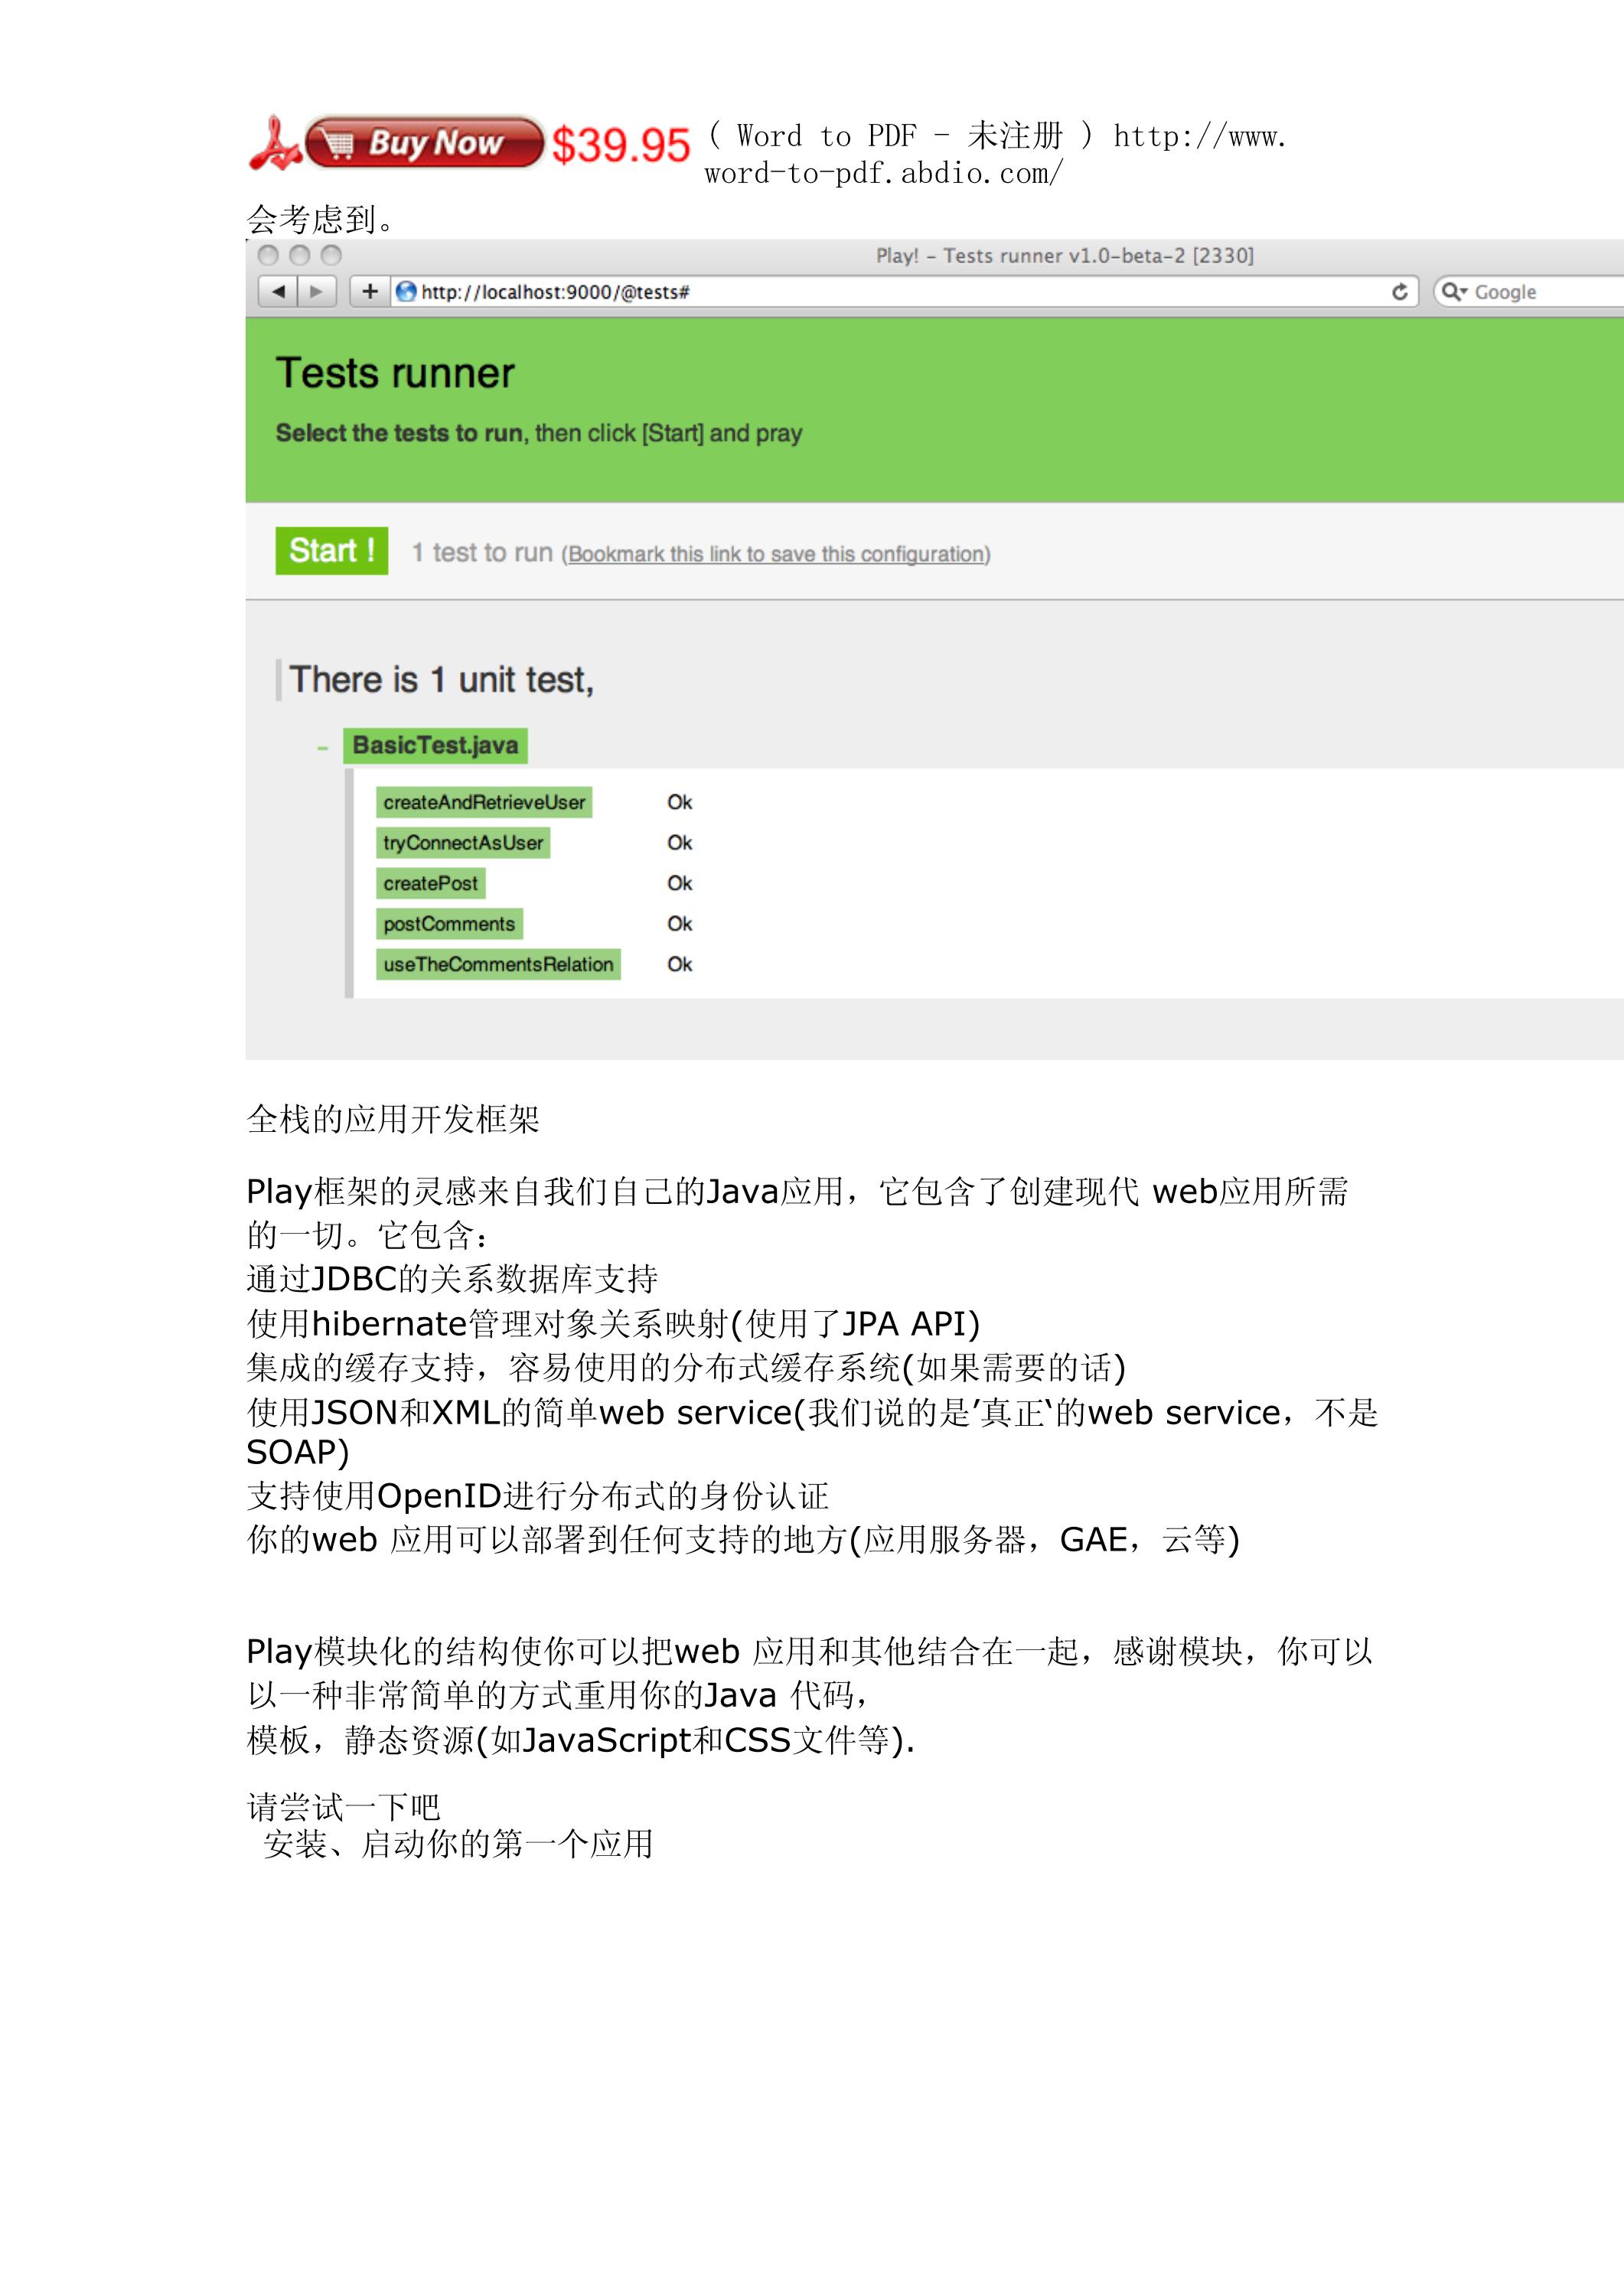 Buy Now $39.95 ( Word to PDF - 未注册 ) http://www.
word-to-pdf.abdio.com/
会考虑到。
Play! - Tests runner v1.0-beta-2 [2330]
http://localhost:9000/@tests# Google
Tests runner
Select the tests to run, then click [Start] and pray
Start ! 1 test to run (Bookmark this link to save this configuration)
There is 1 unit test,
- BasicTest.java
createAndRetrieveUser Ok
tryConnectAsUser Ok
createPost Ok
postComments Ok
useTheCommentsRelation Ok
全栈的应用开发框架
Play框架的灵感来自我们自己的Java应用，它包含了创建现代 web应用所需
的一切。它包含：
通过JDBC的关系数据库支持
使用hibernate管理对象关系映射(使用了JPA API)
集成的缓存支持，容易使用的分布式缓存系统(如果需要的话)
使用JSON和XML的简单web service(我们说的是’真正‘的web service，不是
SOAP)
支持使用OpenID进行分布式的身份认证
你的web 应用可以部署到任何支持的地方(应用服务器，GAE，云等)
Play模块化的结构使你可以把web 应用和其他结合在一起，感谢模块，你可以
以一种非常简单的方式重用你的Java 代码，
模板，静态资源(如JavaScript和CSS文件等).
请尝试一下吧
安装、启动你的第一个应用